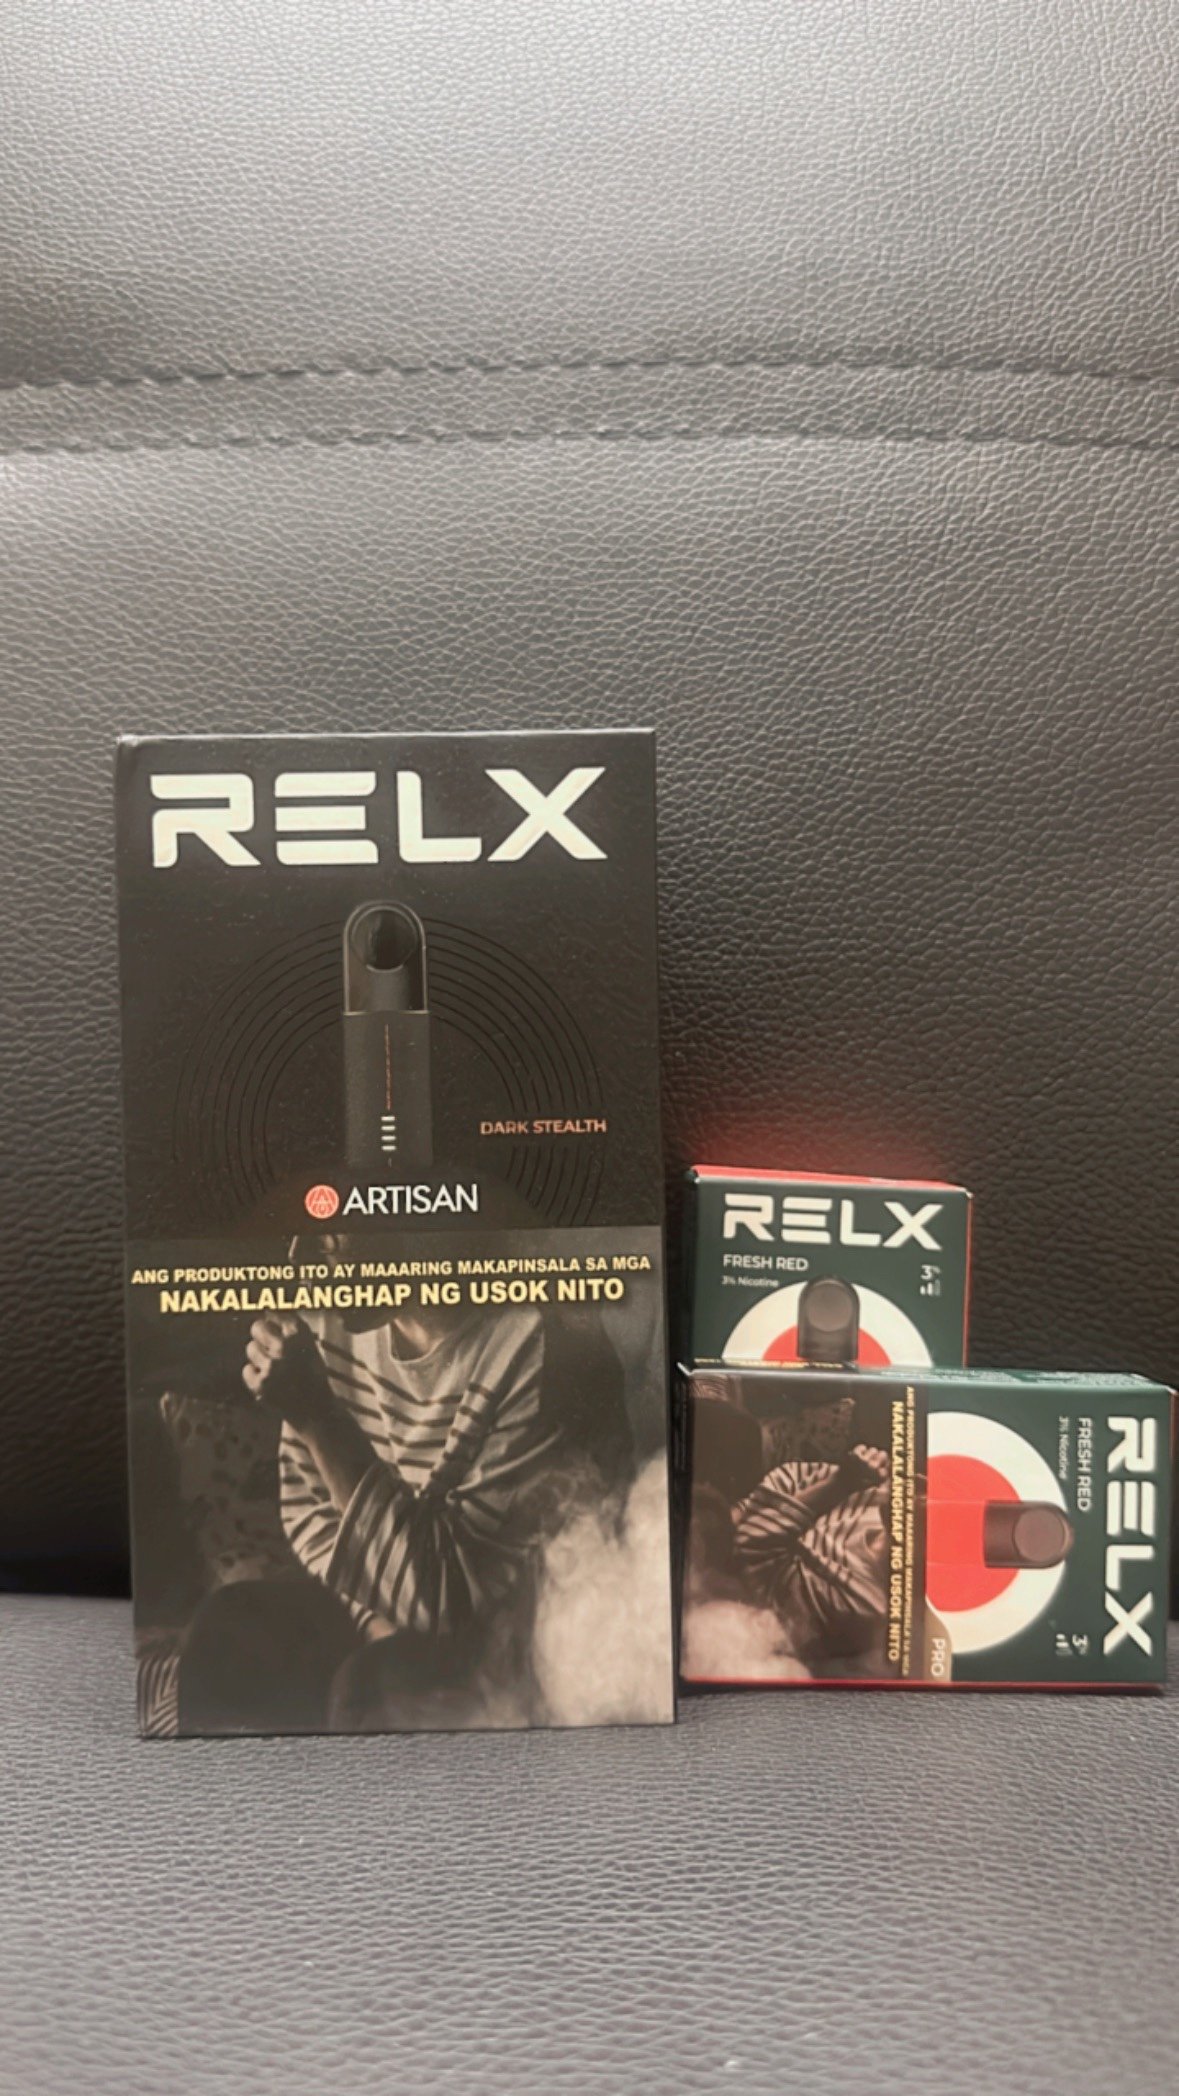 RELX
DARK STEALTH
ARTISAN
ANG PRODUKTONG ITO AY MAAARING MAKAPINSALA SA MGA
NAKALALANGHAP NG USOK NITO
RELX
FRESH RED
3% Nicotine
3%
RELX
FRESH RED
3% Nicotine
3%
PRO
ANG PRODUKTONG ITO AY MAAARING MAKAPINSALA SA MGA
NAKALALANGHAP NG USOK NITO